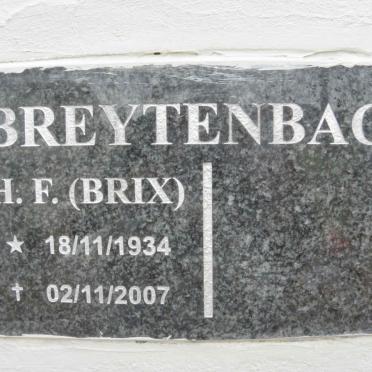 BREYTENBAC
H. F. (BRIX)
★ 18/11/1934
✝ 02/11/2007